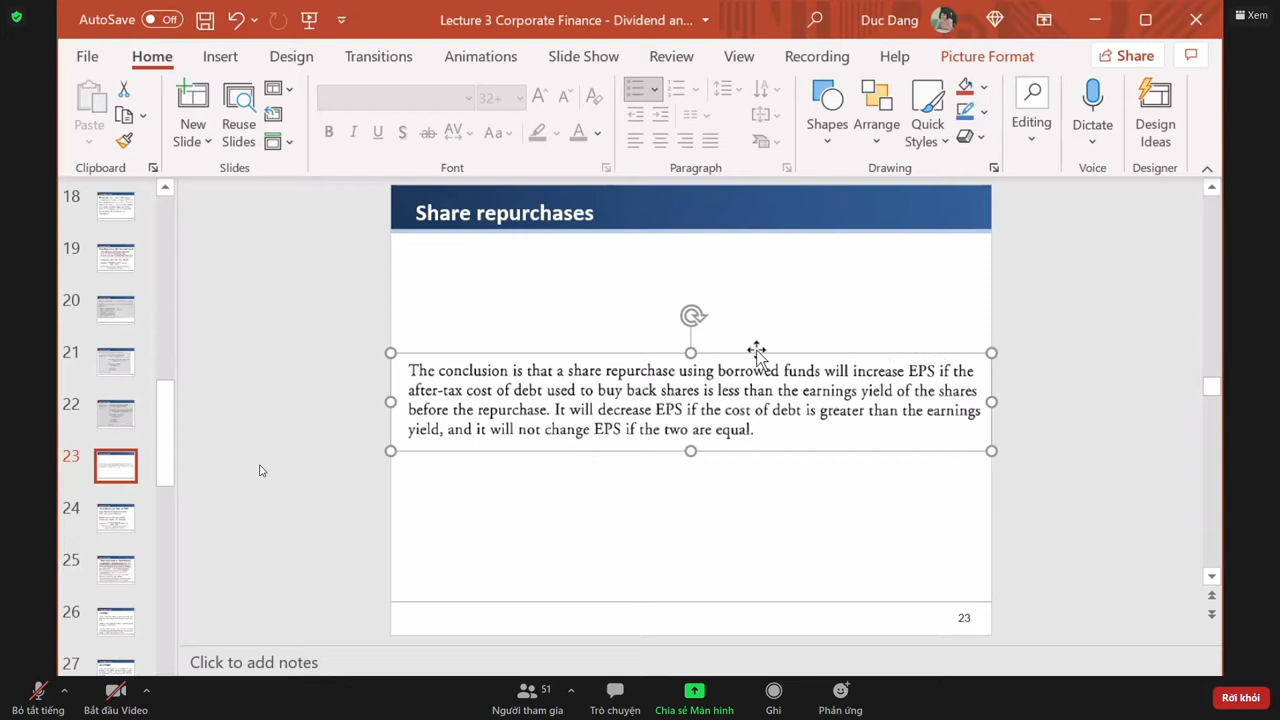 AutoSave Off Lecture 3 Corporate Finance - Dividend an... Duc Dang Xem
File Home Insert Design Transitions Animations Slide Show Review View Recording Help Picture Format Share
32+
Paste New Slide Reuse Slides B I U S ab AV Aa A Shapes Arrange Quick Styles Editing Dictate Design Ideas
Clipboard Slides Font Paragraph Drawing Voice Designer
18
19
20
21
22
23
24
25
26
27
Share repurchases
The conclusion is that a share repurchase using borrowed funds will increase EPS if the
after-tax cost of debt used to buy back shares is less than the earnings yield of the shares
before the repurchase. It will decrease EPS if the cost of debt is greater than the earnings
yield, and it will not change EPS if the two are equal.
23
Click to add notes
51
Bỏ tắt tiếng Bắt đầu Video Người tham gia Trò chuyện Chia sẻ Màn hình Ghi Phản ứng Rời khỏi